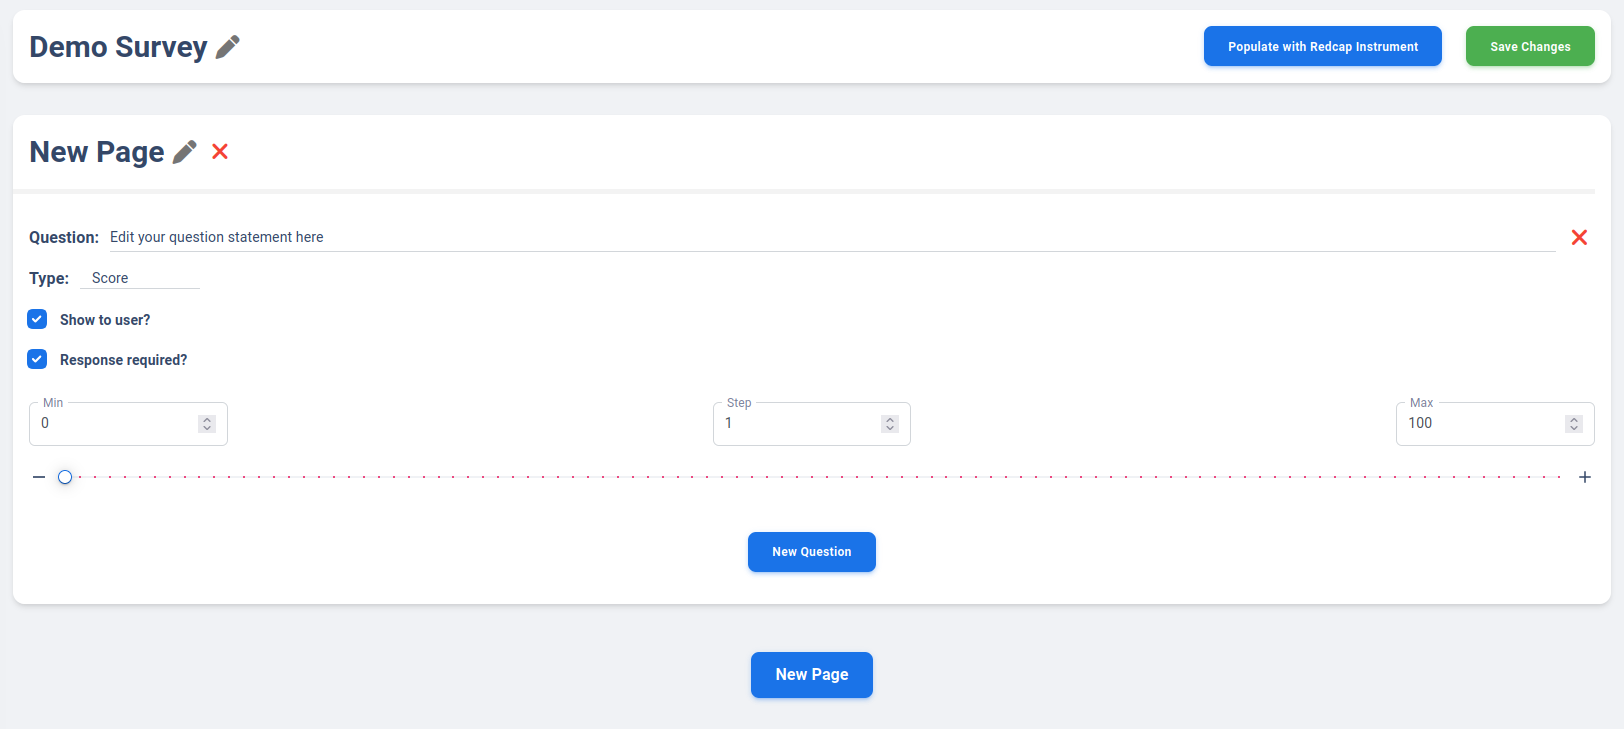 Demo Survey
Populate with Redcap Instrument
Save Changes
New Page
Question: Edit your question statement here
Type: Score
Show to user?
Response required?
Min
0
Step
1
Max
100
New Question
New Page